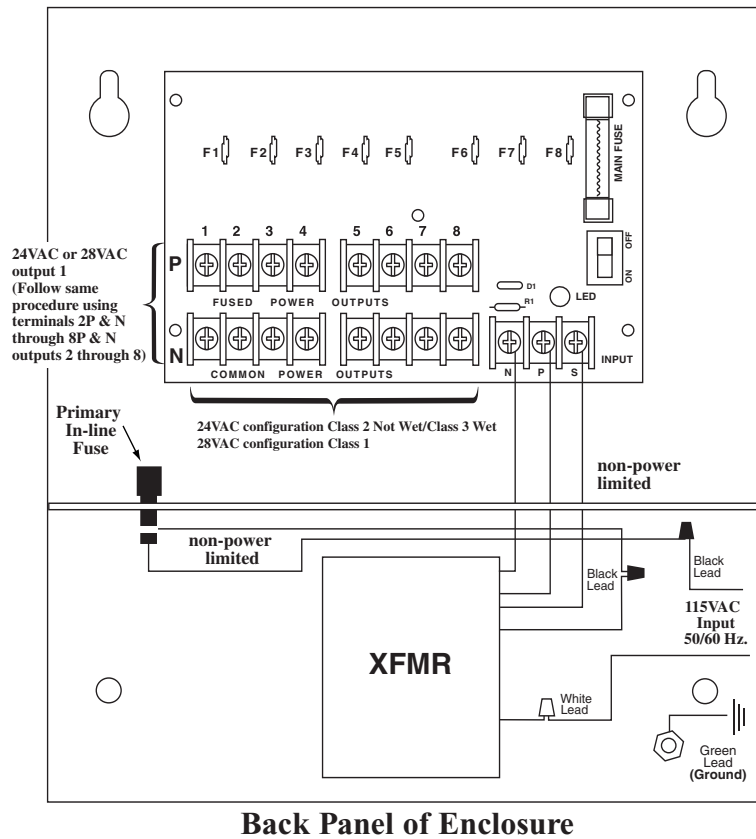 MAIN FUSE
F1 F2 F3 F4 F5 F6 F7 F8
OFF
ON
1 2 3 4 5 6 7 8
P
24VAC or 28VAC
output 1
(Follow same
procedure using
terminals 2P & N
through 8P & N
outputs 2 through 8)
FUSED POWER OUTPUTS
D1
R1
LED
N
COMMON POWER OUTPUTS
N P S
INPUT
24VAC configuration Class 2 Not Wet/Class 3 Wet
28VAC configuration Class 1
Primary
In-line
Fuse
non-power
limited
non-power
limited
Black
Lead
Black
Lead
115VAC
Input
50/60 Hz.
XFMR
White
Lead
Green
Lead
(Ground)
Back Panel of Enclosure